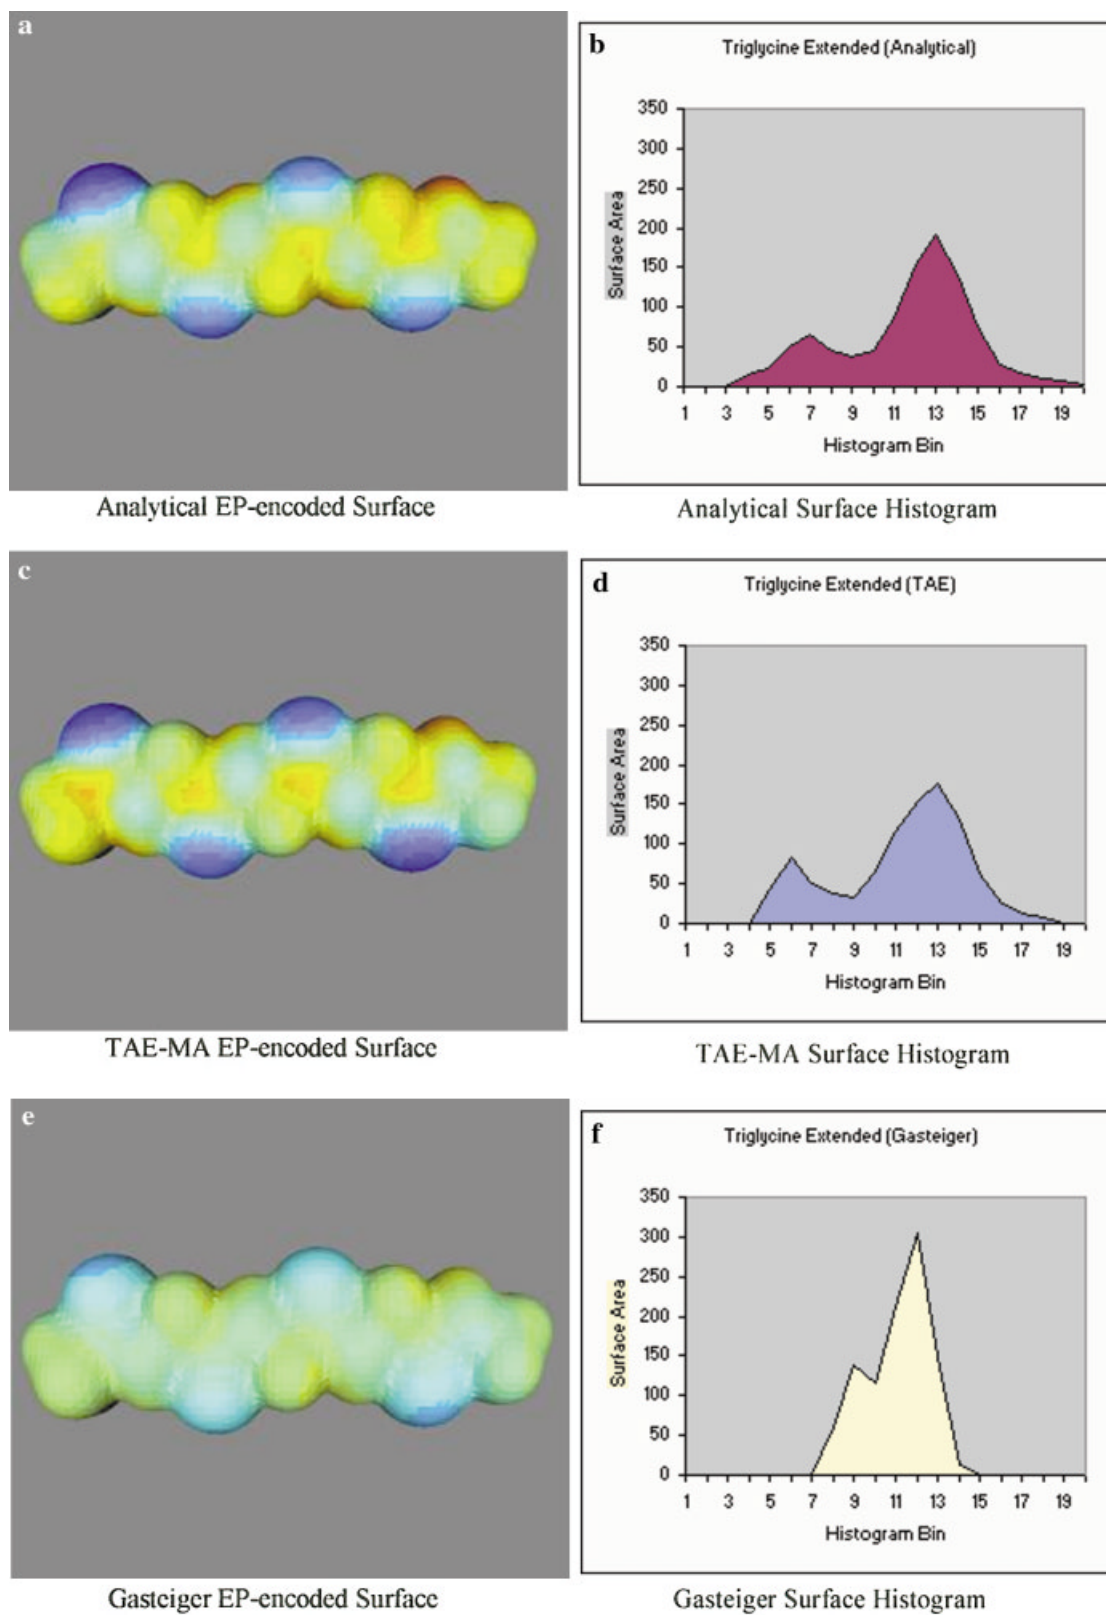 a
b
Triglycine Extended (Analytical)
350
300
250
200
150
100
50
0
Surface Area
1 3 5 7 9 11 13 15 17 19
Histogram Bin
Analytical EP-encoded Surface
Analytical Surface Histogram
c
d
Triglycine Extended (TAE)
350
300
250
200
150
100
50
0
Surface Area
1 3 5 7 9 11 13 15 17 19
Histogram Bin
TAE-MA EP-encoded Surface
TAE-MA Surface Histogram
e
f
Triglycine Extended (Gasteiger)
350
300
250
200
150
100
50
0
Surface Area
1 3 5 7 9 11 13 15 17 19
Histogram Bin
Gasteiger EP-encoded Surface
Gasteiger Surface Histogram